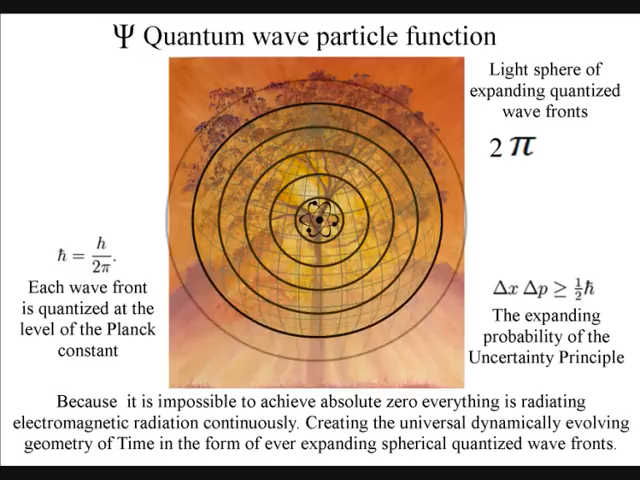 Ψ Quantum wave particle function
Light sphere of
expanding quantized
wave fronts
2 π
ħ = h/2π.
Each wave front
is quantized at the
level of the Planck
constant
Δx Δp ≥ ½ħ
The expanding
probability of the
Uncertainty Principle
Because it is impossible to achieve absolute zero everything is radiating
electromagnetic radiation continuously. Creating the universal dynamically evolving
geometry of Time in the form of ever expanding spherical quantized wave fronts.